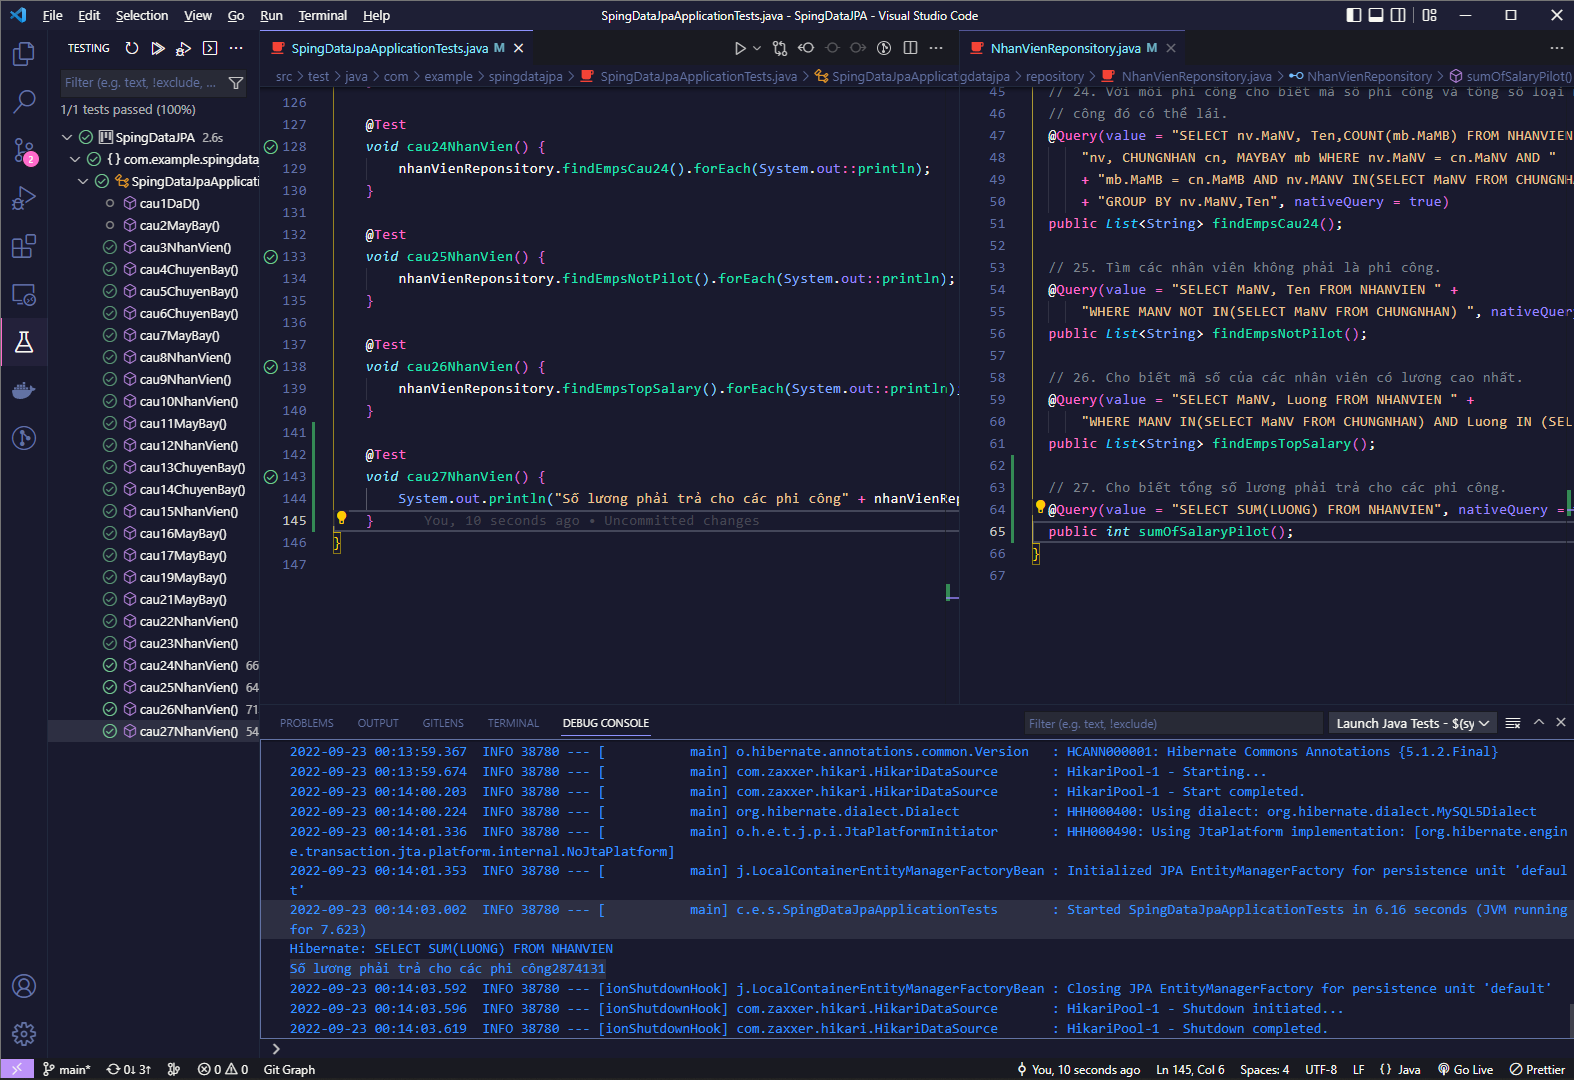 File Edit Selection View Go Run Terminal Help
SpingDataJpaApplicationTests.java - SpingDataJPA - Visual Studio Code
TESTING
Filter (e.g. text, !exclude, ...
1/1 tests passed (100%)
SpingDataJPA 2.6s
{} com.example.spingdata
SpingDataJpaApplicati
cau1DaD()
cau2MayBay()
cau3NhanVien()
cau4ChuyenBay()
cau5ChuyenBay()
cau6ChuyenBay()
cau7MayBay()
cau8NhanVien()
cau9NhanVien()
cau10NhanVien()
cau11MayBay()
cau12NhanVien()
cau13ChuyenBay()
cau14ChuyenBay()
cau15NhanVien()
cau16MayBay()
cau17MayBay()
cau19MayBay()
cau21MayBay()
cau22NhanVien()
cau23NhanVien()
cau24NhanVien() 66
cau25NhanVien() 64
cau26NhanVien() 71
cau27NhanVien() 54
2
SpingDataJpaApplicationTests.java M
src > test > java > com > example > spingdatajpa > SpingDataJpaApplicationTests.java > SpingDataJpaApplicati
126
127 @Test
128 void cau24NhanVien() {
129 nhanVienReponsitory.findEmpsCau24().forEach(System.out::println);
130 }
131
132 @Test
133 void cau25NhanVien() {
134 nhanVienReponsitory.findEmpsNotPilot().forEach(System.out::println);
135 }
136
137 @Test
138 void cau26NhanVien() {
139 nhanVienReponsitory.findEmpsTopSalary().forEach(System.out::println);
140 }
141
142 @Test
143 void cau27NhanVien() {
144 System.out.println("Số lương phải trả cho các phi công" + nhanVienRep
145 } You, 10 seconds ago • Uncommitted changes
146 }
147
NhanVienReponsitory.java M
gdatajpa > repository > NhanVienReponsitory.java > NhanVienReponsitory > sumOfSalaryPilot()
45 // 24. Với mỗi phi công cho biết mã số phi công và tổng số loại
46 // công đó có thể lái.
47 @Query(value = "SELECT nv.MaNV, Ten,COUNT(mb.MaMB) FROM NHANVIEN
48 "nv, CHUNGNHAN cn, MAYBAY mb WHERE nv.MaNV = cn.MaNV AND "
49 + "mb.MaMB = cn.MaMB AND nv.MANV IN(SELECT MaNV FROM CHUNGNH
50 + "GROUP BY nv.MaNV,Ten", nativeQuery = true)
51 public List<String> findEmpsCau24();
52
53 // 25. Tìm các nhân viên không phải là phi công.
54 @Query(value = "SELECT MaNV, Ten FROM NHANVIEN " +
55 "WHERE MANV NOT IN(SELECT MaNV FROM CHUNGNHAN) ", nativeQuery
56 public List<String> findEmpsNotPilot();
57
58 // 26. Cho biết mã số của các nhân viên có lương cao nhất.
59 @Query(value = "SELECT MaNV, Luong FROM NHANVIEN " +
60 "WHERE MANV IN(SELECT MaNV FROM CHUNGNHAN) AND Luong IN (SEL
61 public List<String> findEmpsTopSalary();
62
63 // 27. Cho biết tổng số lương phải trả cho các phi công.
64 @Query(value = "SELECT SUM(LUONG) FROM NHANVIEN", nativeQuery =
65 public int sumOfSalaryPilot();
66 }
67
PROBLEMS OUTPUT GITLENS TERMINAL DEBUG CONSOLE
Filter (e.g. text, !exclude)
Launch Java Tests - $(sy
2022-09-23 00:13:59.367 INFO 38780 --- [ main] o.hibernate.annotations.common.Version : HCANN000001: Hibernate Commons Annotations {5.1.2.Final}
2022-09-23 00:13:59.674 INFO 38780 --- [ main] com.zaxxer.hikari.HikariDataSource : HikariPool-1 - Starting...
2022-09-23 00:14:00.203 INFO 38780 --- [ main] com.zaxxer.hikari.HikariDataSource : HikariPool-1 - Start completed.
2022-09-23 00:14:00.224 INFO 38780 --- [ main] org.hibernate.dialect.Dialect : HHH000400: Using dialect: org.hibernate.dialect.MySQL5Dialect
2022-09-23 00:14:01.336 INFO 38780 --- [ main] o.h.e.t.j.p.i.JtaPlatformInitiator : HHH000490: Using JtaPlatform implementation: [org.hibernate.engin
e.transaction.jta.platform.internal.NoJtaPlatform]
2022-09-23 00:14:01.353 INFO 38780 --- [ main] j.LocalContainerEntityManagerFactoryBean : Initialized JPA EntityManagerFactory for persistence unit 'defaul
t'
2022-09-23 00:14:03.002 INFO 38780 --- [ main] c.e.s.SpingDataJpaApplicationTests : Started SpingDataJpaApplicationTests in 6.16 seconds (JVM running
for 7.623)
Hibernate: SELECT SUM(LUONG) FROM NHANVIEN
Số lương phải trả cho các phi công2874131
2022-09-23 00:14:03.592 INFO 38780 --- [ionShutdownHook] j.LocalContainerEntityManagerFactoryBean : Closing JPA EntityManagerFactory for persistence unit 'default'
2022-09-23 00:14:03.596 INFO 38780 --- [ionShutdownHook] com.zaxxer.hikari.HikariDataSource : HikariPool-1 - Shutdown initiated...
2022-09-23 00:14:03.619 INFO 38780 --- [ionShutdownHook] com.zaxxer.hikari.HikariDataSource : HikariPool-1 - Shutdown completed.
main* 0↓ 3↑ 0 0 Git Graph
You, 10 seconds ago Ln 145, Col 6 Spaces: 4 UTF-8 LF {} Java Go Live Prettier